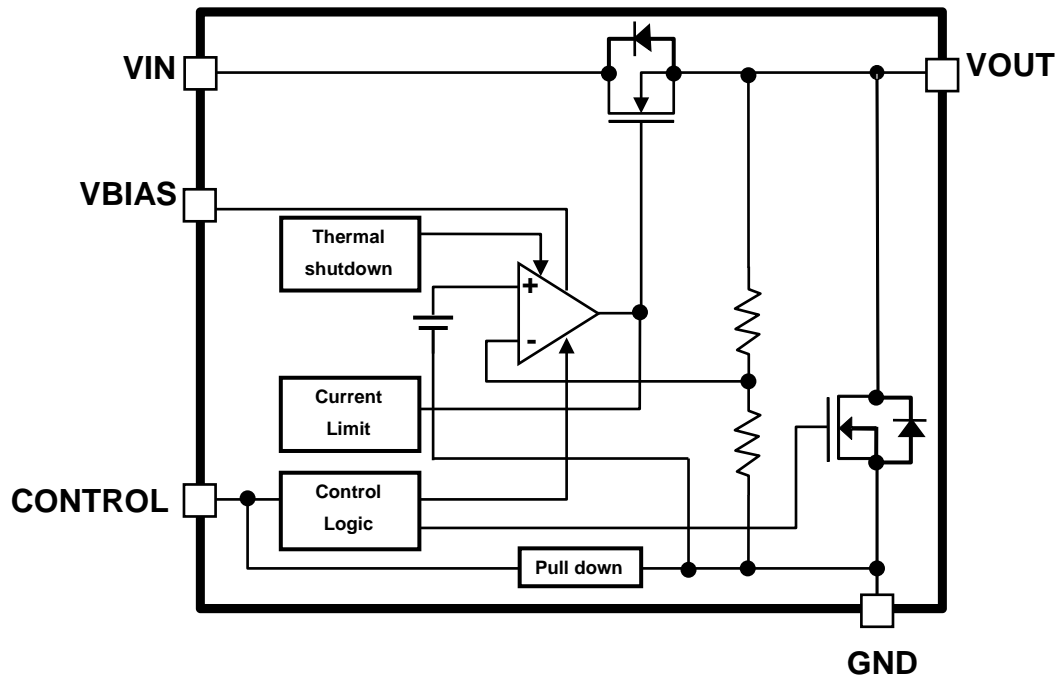 VIN
VOUT
VBIAS
Thermal
shutdown
+
-
Current
Limit
CONTROL
Control
Logic
Pull down
GND